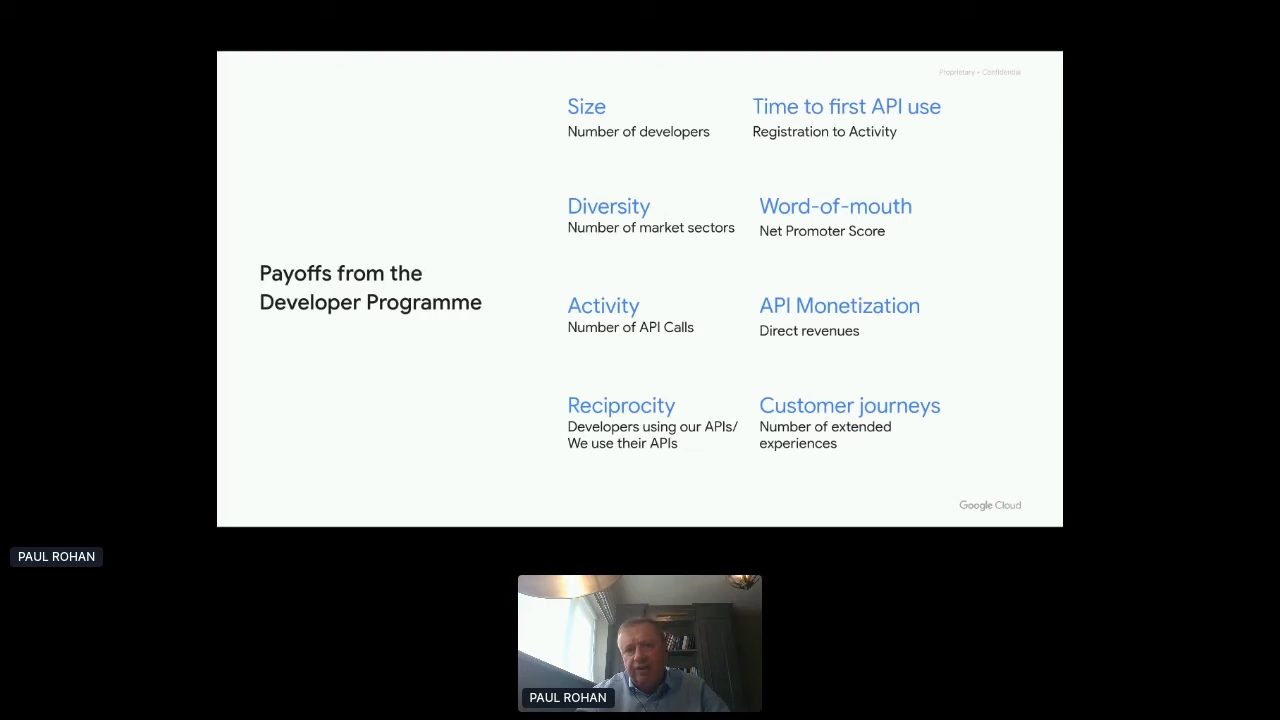 Proprietary + Confidential
Size
Number of developers
Time to first API use
Registration to Activity
Diversity
Number of market sectors
Word-of-mouth
Net Promoter Score
Payoffs from the
Developer Programme
Activity
Number of API Calls
API Monetization
Direct revenues
Reciprocity
Developers using our APIs/
We use their APIs
Customer journeys
Number of extended
experiences
Google Cloud
PAUL ROHAN
PAUL ROHAN